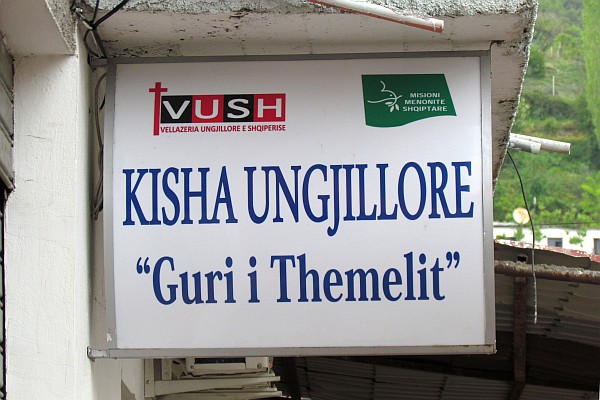 VUSH
VELLAZERIA UNGJILLORE E SHQIPERISE
MISIONI
MENONITE
SHQIPTARE
KISHA UNGJILLORE
“Guri i Themelit”